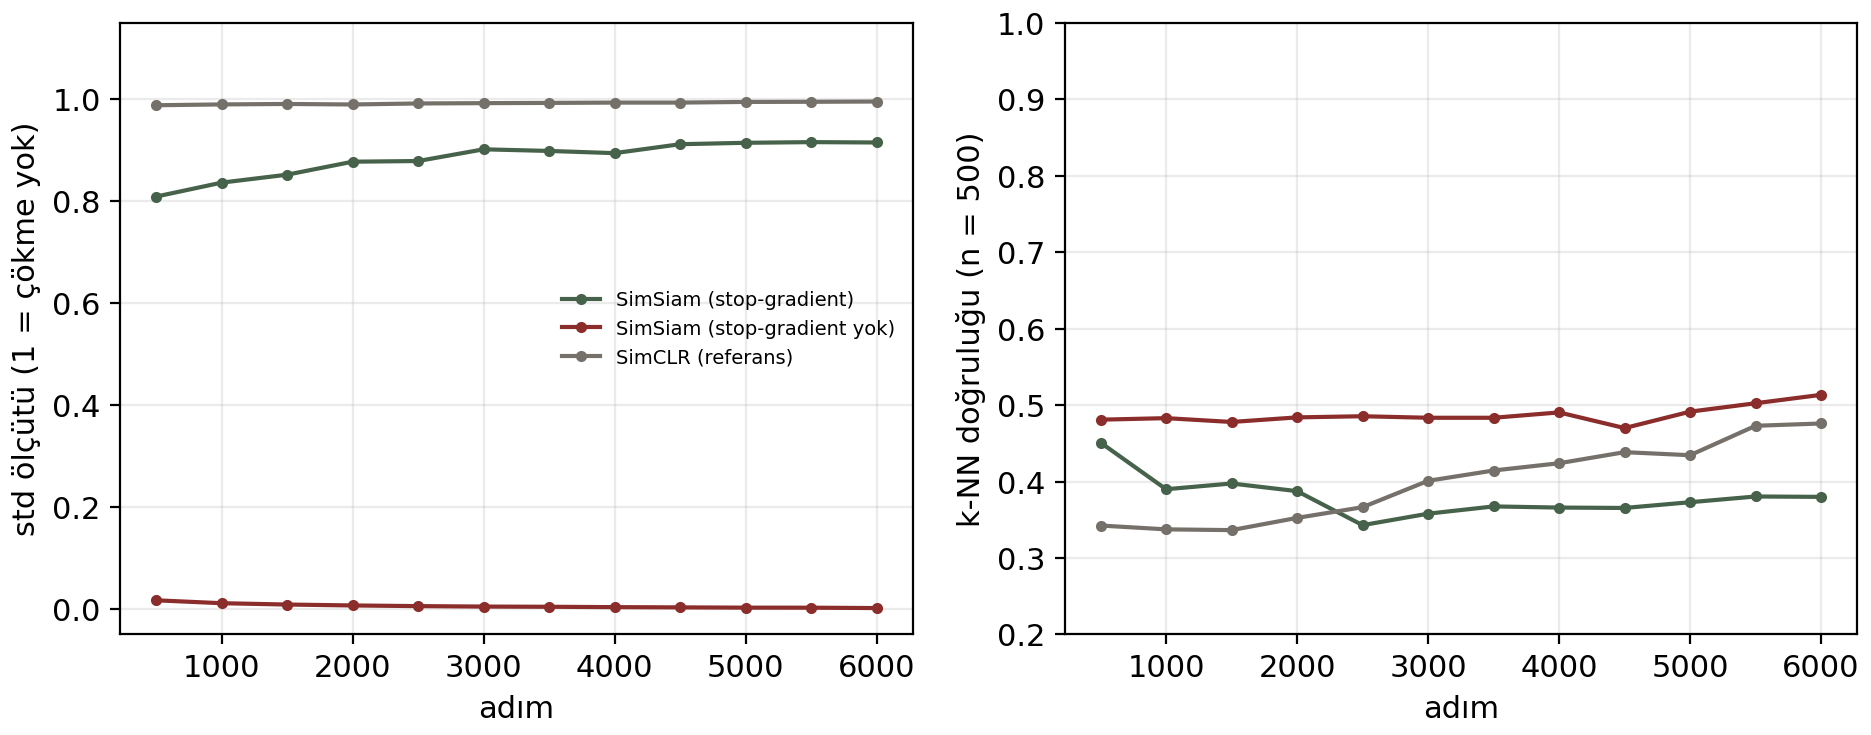 std ölçütü (1 = çökme yok)
1.0
0.8
0.6
0.4
0.2
0.0
SimSiam (stop-gradient)
SimSiam (stop-gradient yok)
SimCLR (referans)
1000 2000 3000 4000 5000 6000
adım
k-NN doğruluğu (n = 500)
1.0
0.9
0.8
0.7
0.6
0.5
0.4
0.3
0.2
1000 2000 3000 4000 5000 6000
adım